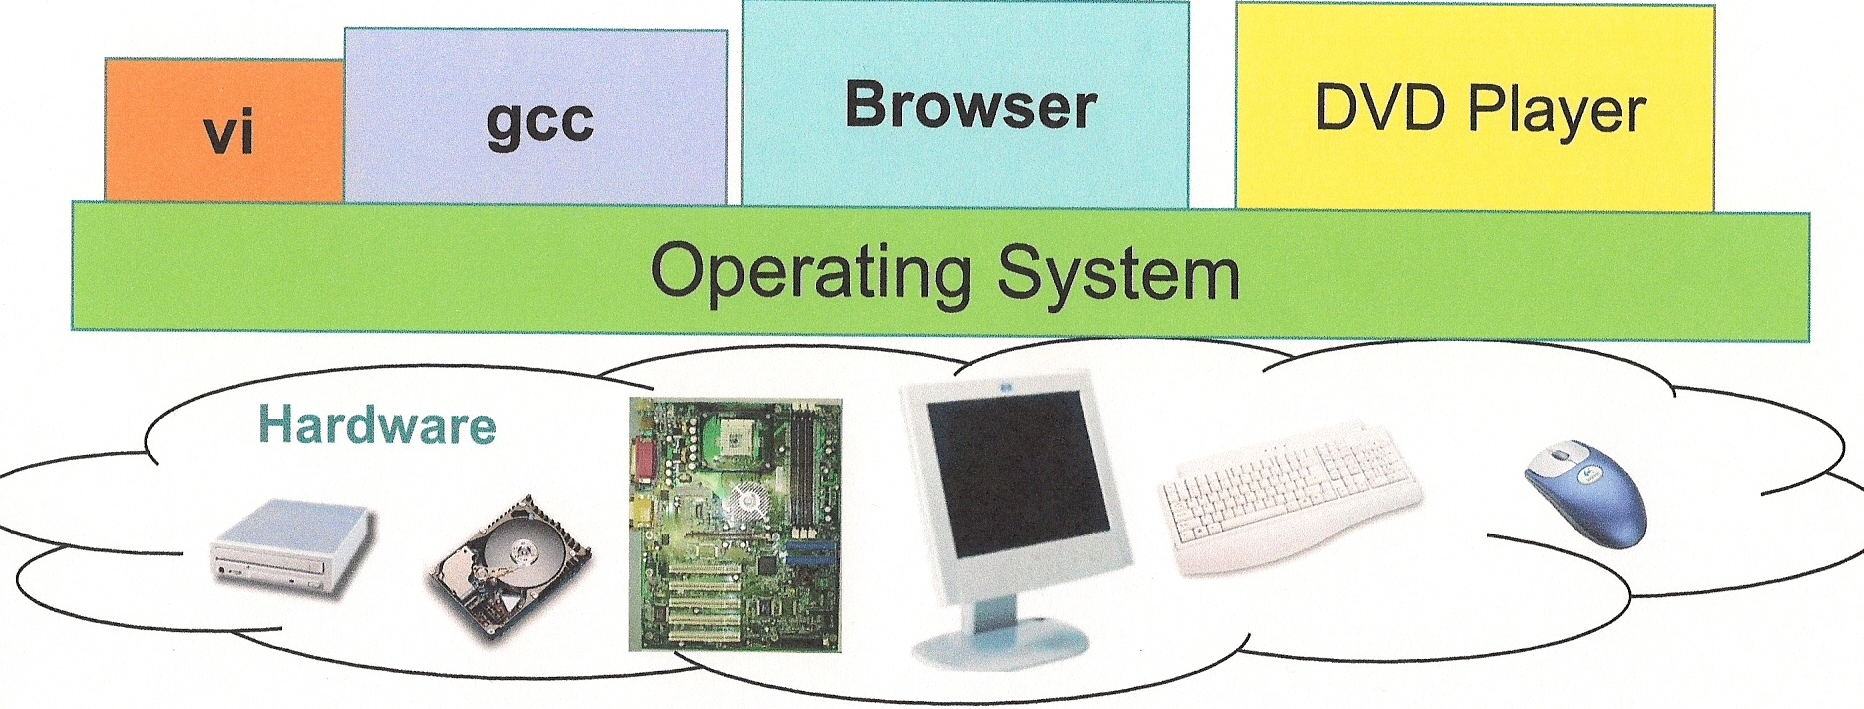 vi
gcc
Browser
DVD Player
Operating System
Hardware